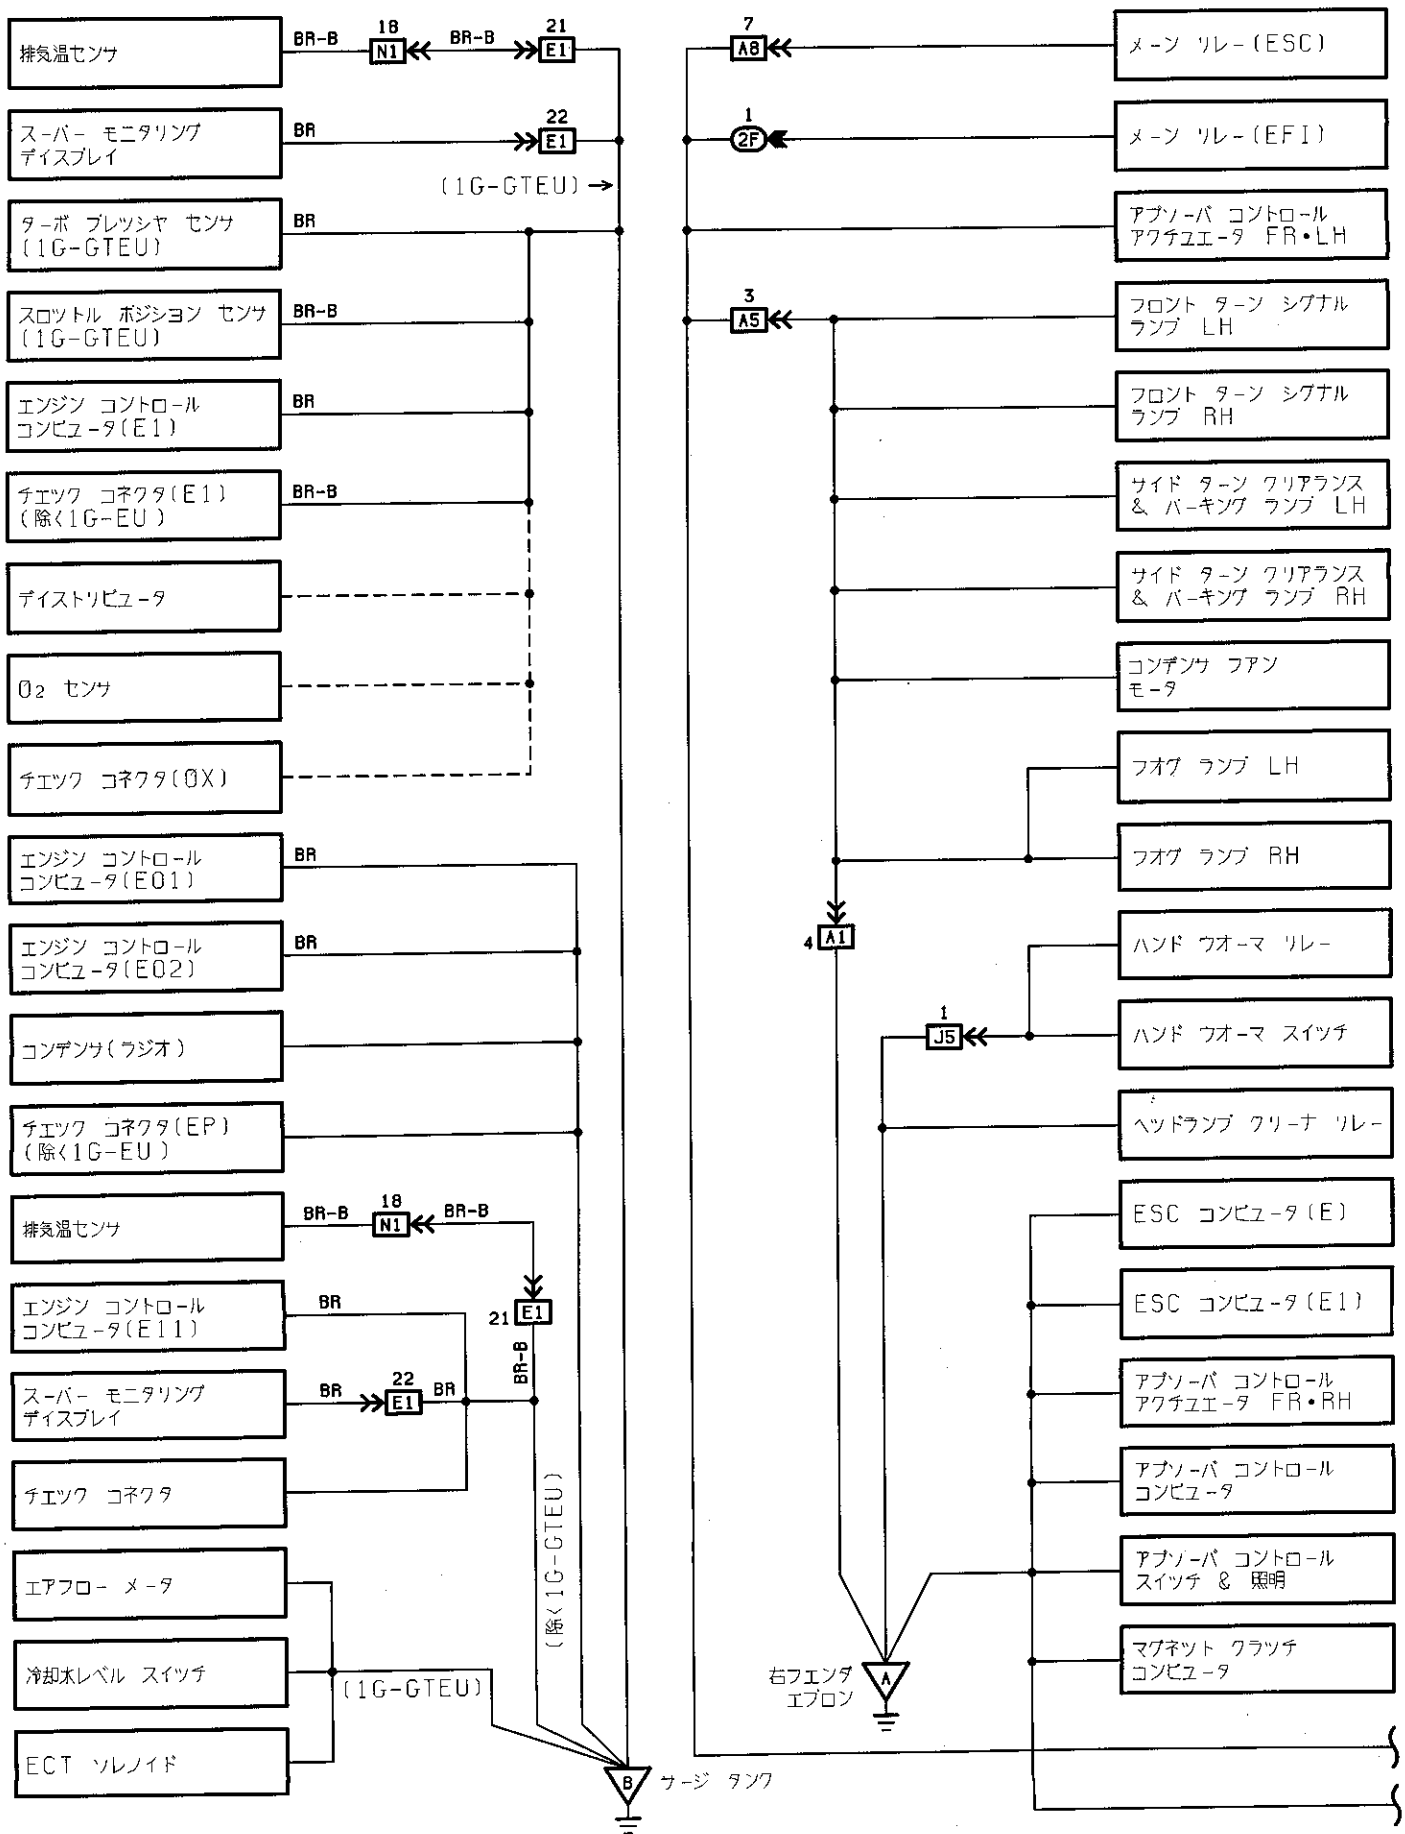 排気温センサ
BR-B
18
N1
BR-B
21
E1
スーパー モニタリング
デイスプレイ
BR
22
E1
(1G-GTEU)
ターボ プレツシヤ センサ
(1G-GTEU)
BR
スロツトル ポジシヨン センサ
(1G-GTEU)
BR-B
エンジン コントロール
コンピユータ(E1)
BR
チエツク コネクタ(E1)
(除く1G-EU)
BR-B
デイストリビユータ
O2 センサ
チエツク コネクタ(OX)
エンジン コントロール
コンピユータ(E01)
BR
エンジン コントロール
コンピユータ(E02)
BR
コンデンサ(ラジオ)
チエツク コネクタ(EP)
(除く1G-EU)
排気温センサ
BR-B
18
N1
BR-B
21
E1
BR-B
エンジン コントロール
コンピユータ(E11)
BR
スーパー モニタリング
デイスプレイ
BR
22
E1
BR
チエツク コネクタ
(除く1G-GTEU)
エアフロー メータ
冷却水レベル スイツチ
(1G-GTEU)
ECT ソレノイド
B
サージ タンク
7
A8
メーン リレー(ESC)
1
2F
メーン リレー(EFI)
アブソーバ コントロール
アクチユエータ FR•LH
3
A5
フロント ターン シグナル
ランプ LH
フロント ターン シグナル
ランプ RH
サイド ターン クリアランス
& パーキング ランプ LH
サイド ターン クリアランス
& パーキング ランプ RH
コンデンサ フアン
モータ
フオグ ランプ LH
フオグ ランプ RH
4
A1
ハンド ウオーマ リレー
1
J5
ハンド ウオーマ スイツチ
ヘツドランプ クリーナ リレー
ESC コンピユータ(E)
ESC コンピユータ(E1)
アブソーバ コントロール
アクチユエータ FR•RH
アブソーバ コントロール
コンピユータ
アブソーバ コントロール
スイツチ & 照明
マグネツト クラツチ
コンピユータ
右フエンダ
エプロン
A